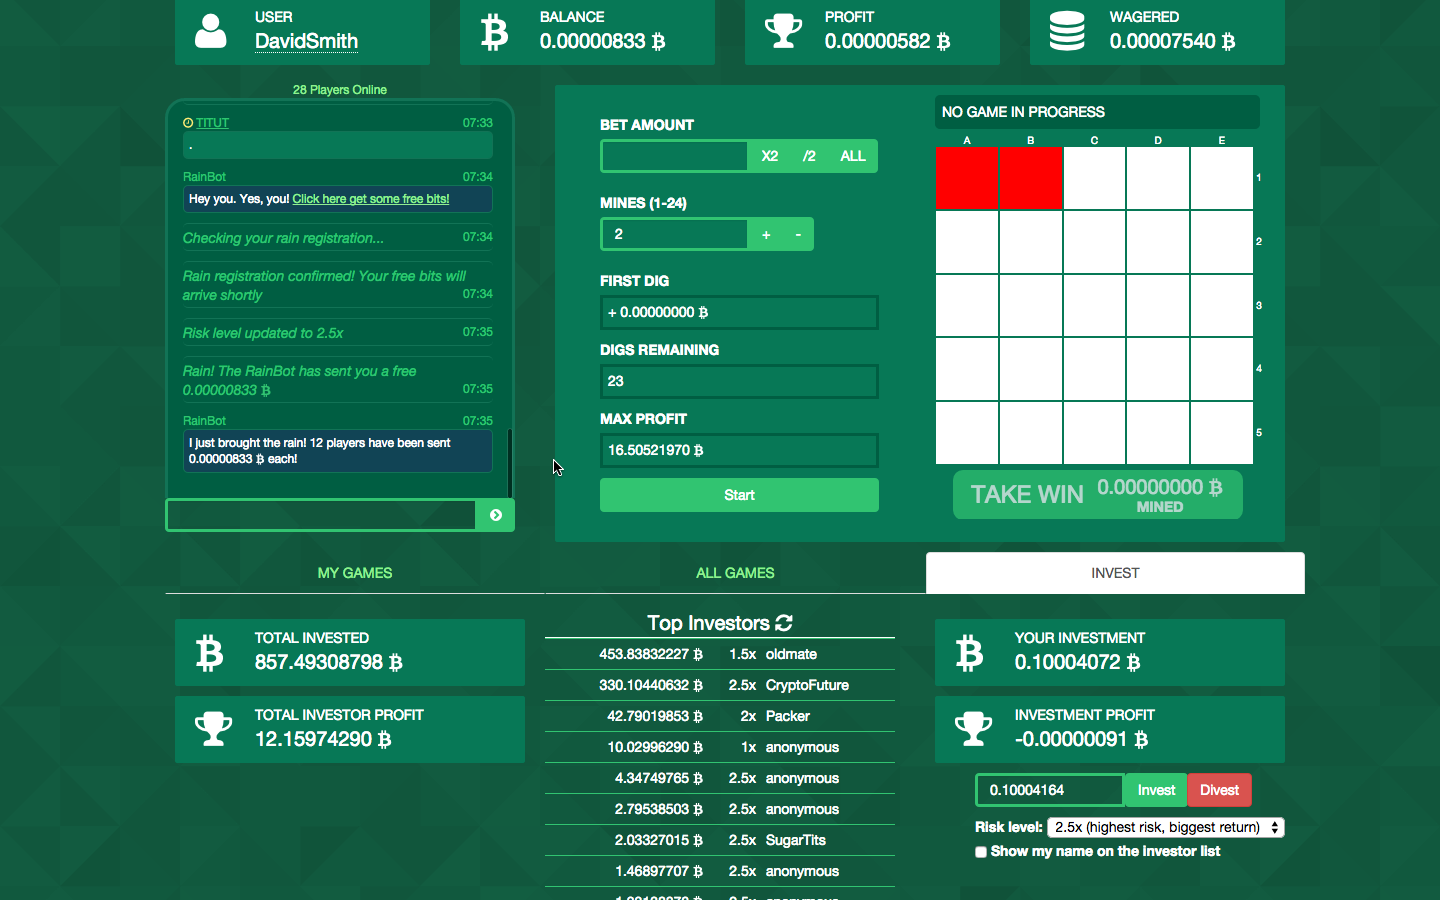 USER
DavidSmith
BALANCE
0.00000833 ₿
PROFIT
0.00000582 ₿
WAGERED
0.00007540 ₿
28 Players Online
TITUT 07:33
.
RainBot 07:34
Hey you. Yes, you! Click here get some free bits!
Checking your rain registration... 07:34
Rain registration confirmed! Your free bits will
arrive shortly 07:34
Risk level updated to 2.5x 07:35
Rain! The RainBot has sent you a free
0.00000833 ₿ 07:35
RainBot 07:35
I just brought the rain! 12 players have been sent
0.00000833 ₿ each!
BET AMOUNT
X2 /2 ALL
MINES (1-24)
2 + -
FIRST DIG
+ 0.00000000 ₿
DIGS REMAINING
23
MAX PROFIT
16.50521970 ₿
Start
NO GAME IN PROGRESS
A B C D E
1
2
3
4
5
TAKE WIN 0.00000000 ₿
MINED
MY GAMES
ALL GAMES
INVEST
TOTAL INVESTED
857.49308798 ₿
TOTAL INVESTOR PROFIT
12.15974290 ₿
Top Investors
453.83832227 ₿ 1.5x oldmate
330.10440632 ₿ 2.5x CryptoFuture
42.79019853 ₿ 2x Packer
10.02996290 ₿ 1x anonymous
4.34749765 ₿ 2.5x anonymous
2.79538503 ₿ 2.5x anonymous
2.03327015 ₿ 2.5x SugarTits
1.46897707 ₿ 2.5x anonymous
YOUR INVESTMENT
0.10004072 ₿
INVESTMENT PROFIT
-0.00000091 ₿
0.10004164 Invest Divest
Risk level: 2.5x (highest risk, biggest return)
Show my name on the investor list